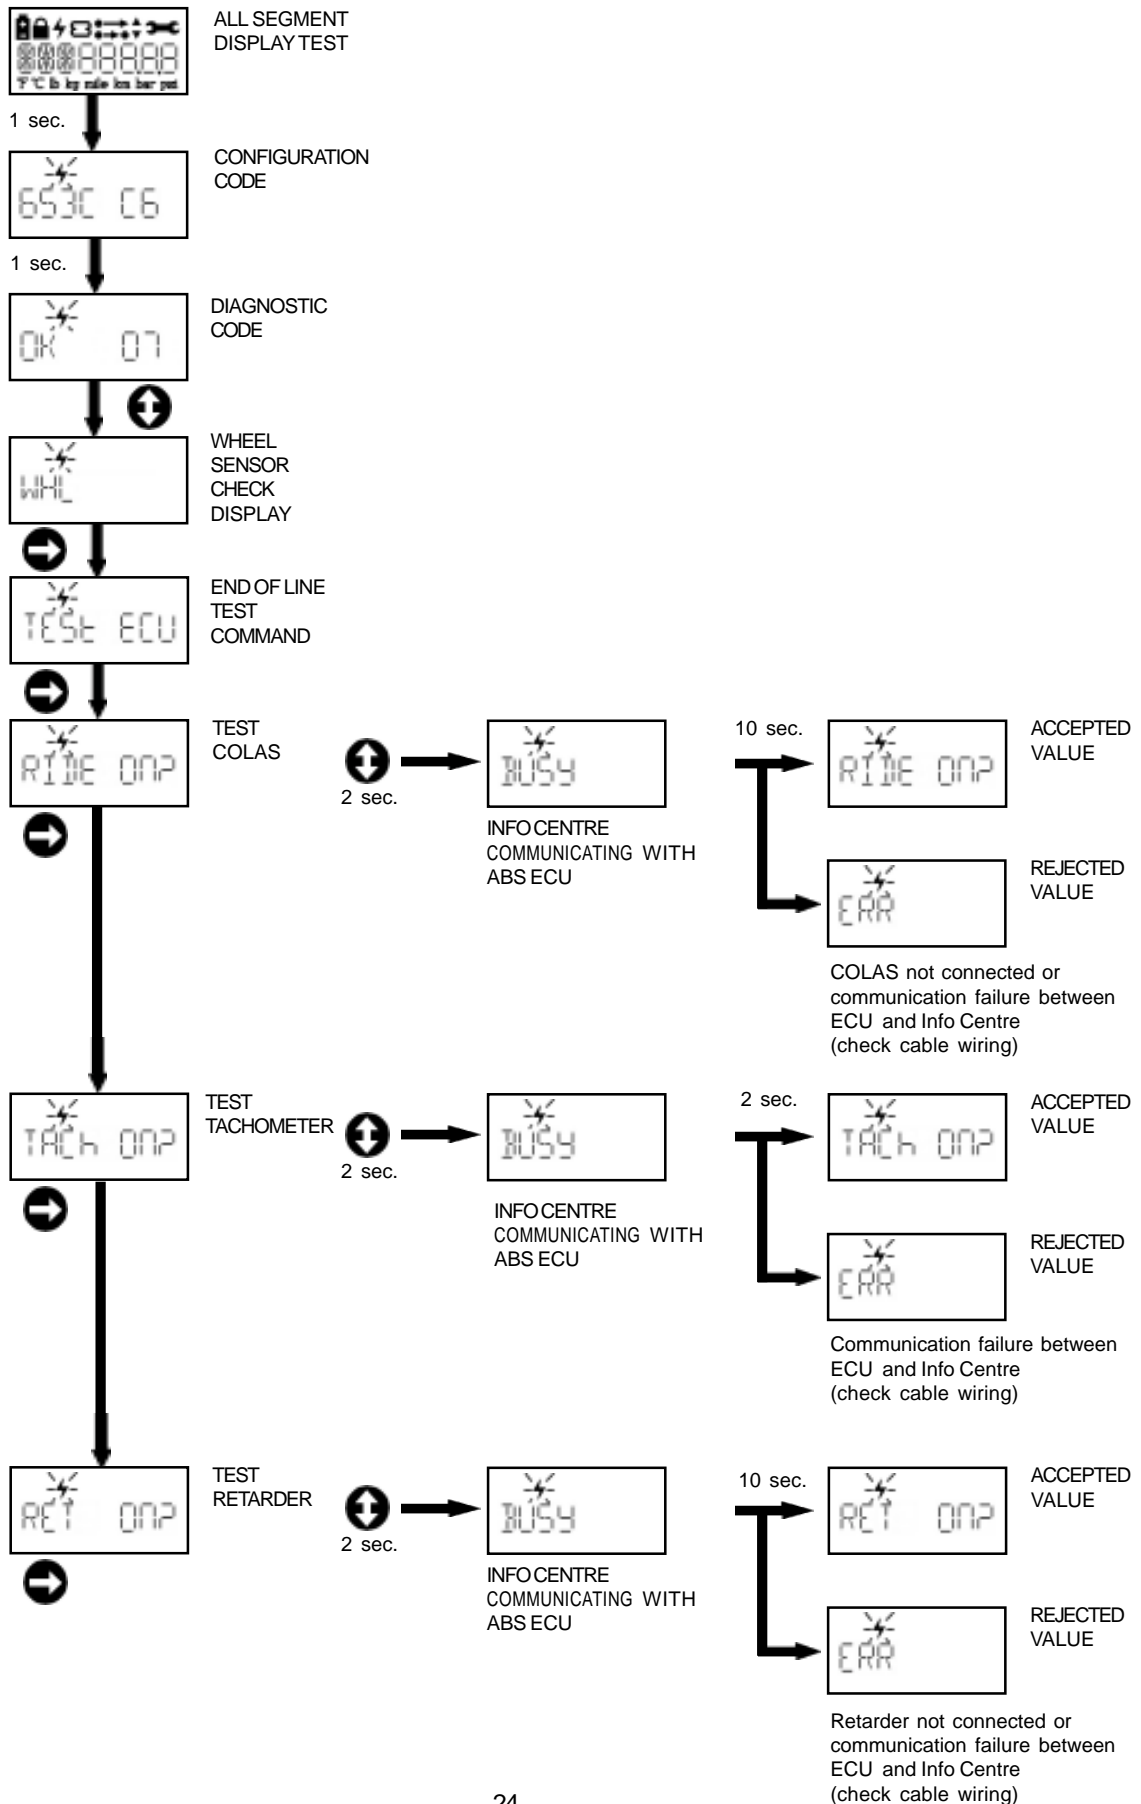 ALL SEGMENT
DISPLAY TEST
°F °C lb kg mile km bar psi
1 sec.
653C C6
CONFIGURATION
CODE
1 sec.
OK 07
DIAGNOSTIC
CODE
WHL
WHEEL
SENSOR
CHECK
DISPLAY
TESt ECU
END OF LINE
TEST
COMMAND
RIDE ON?
TEST
COLAS
2 sec.
BUSY
INFO CENTRE
COMMUNICATING WITH
ABS ECU
10 sec.
RIDE ON?
ACCEPTED
VALUE
ERR
REJECTED
VALUE
COLAS not connected or
communication failure between
ECU and Info Centre
(check cable wiring)
TACh ON?
TEST
TACHOMETER
2 sec.
BUSY
INFO CENTRE
COMMUNICATING WITH
ABS ECU
2 sec.
TACh ON?
ACCEPTED
VALUE
ERR
REJECTED
VALUE
Communication failure between
ECU and Info Centre
(check cable wiring)
RET ON?
TEST
RETARDER
2 sec.
BUSY
INFO CENTRE
COMMUNICATING WITH
ABS ECU
10 sec.
RET ON?
ACCEPTED
VALUE
ERR
REJECTED
VALUE
Retarder not connected or
communication failure between
ECU and Info Centre
(check cable wiring)
24